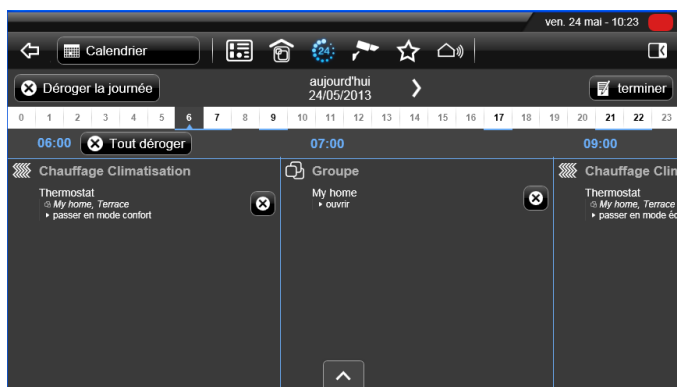 ven. 24 mai - 10:23
Calendrier
24
Déroger la journée
aujourd'hui
24/05/2013
terminer
0 1 2 3 4 5 6 7 8 9 10 11 12 13 14 15 16 17 18 19 20 21 22 23
06:00 Tout déroger 07:00 09:00
Chauffage Climatisation
Thermostat
My home, Terrace
passer en mode confort
Groupe
My home
ouvrir
Chauffage Clim
Thermostat
My home, Terrace
passer en mode éc